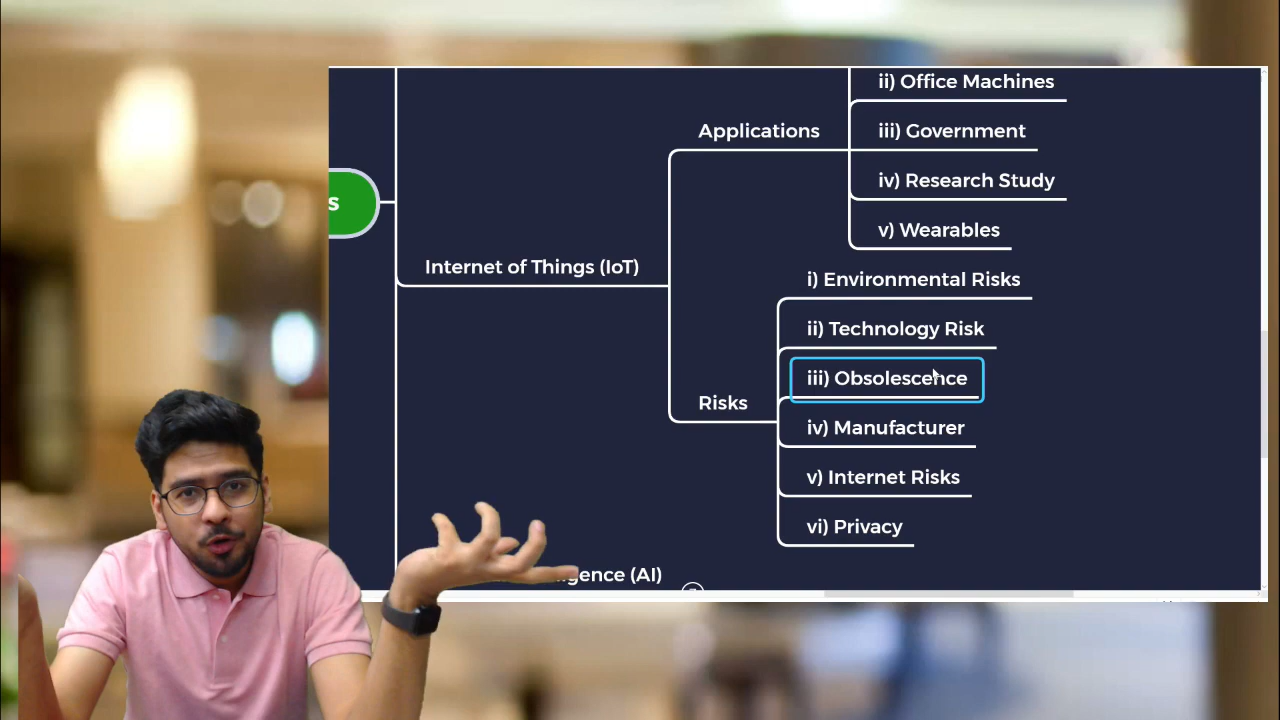 ii) Office Machines
Applications
iii) Government
s
iv) Research Study
v) Wearables
Internet of Things (IoT)
i) Environmental Risks
ii) Technology Risk
iii) Obsolescence
Risks
iv) Manufacturer
v) Internet Risks
vi) Privacy
(AI)